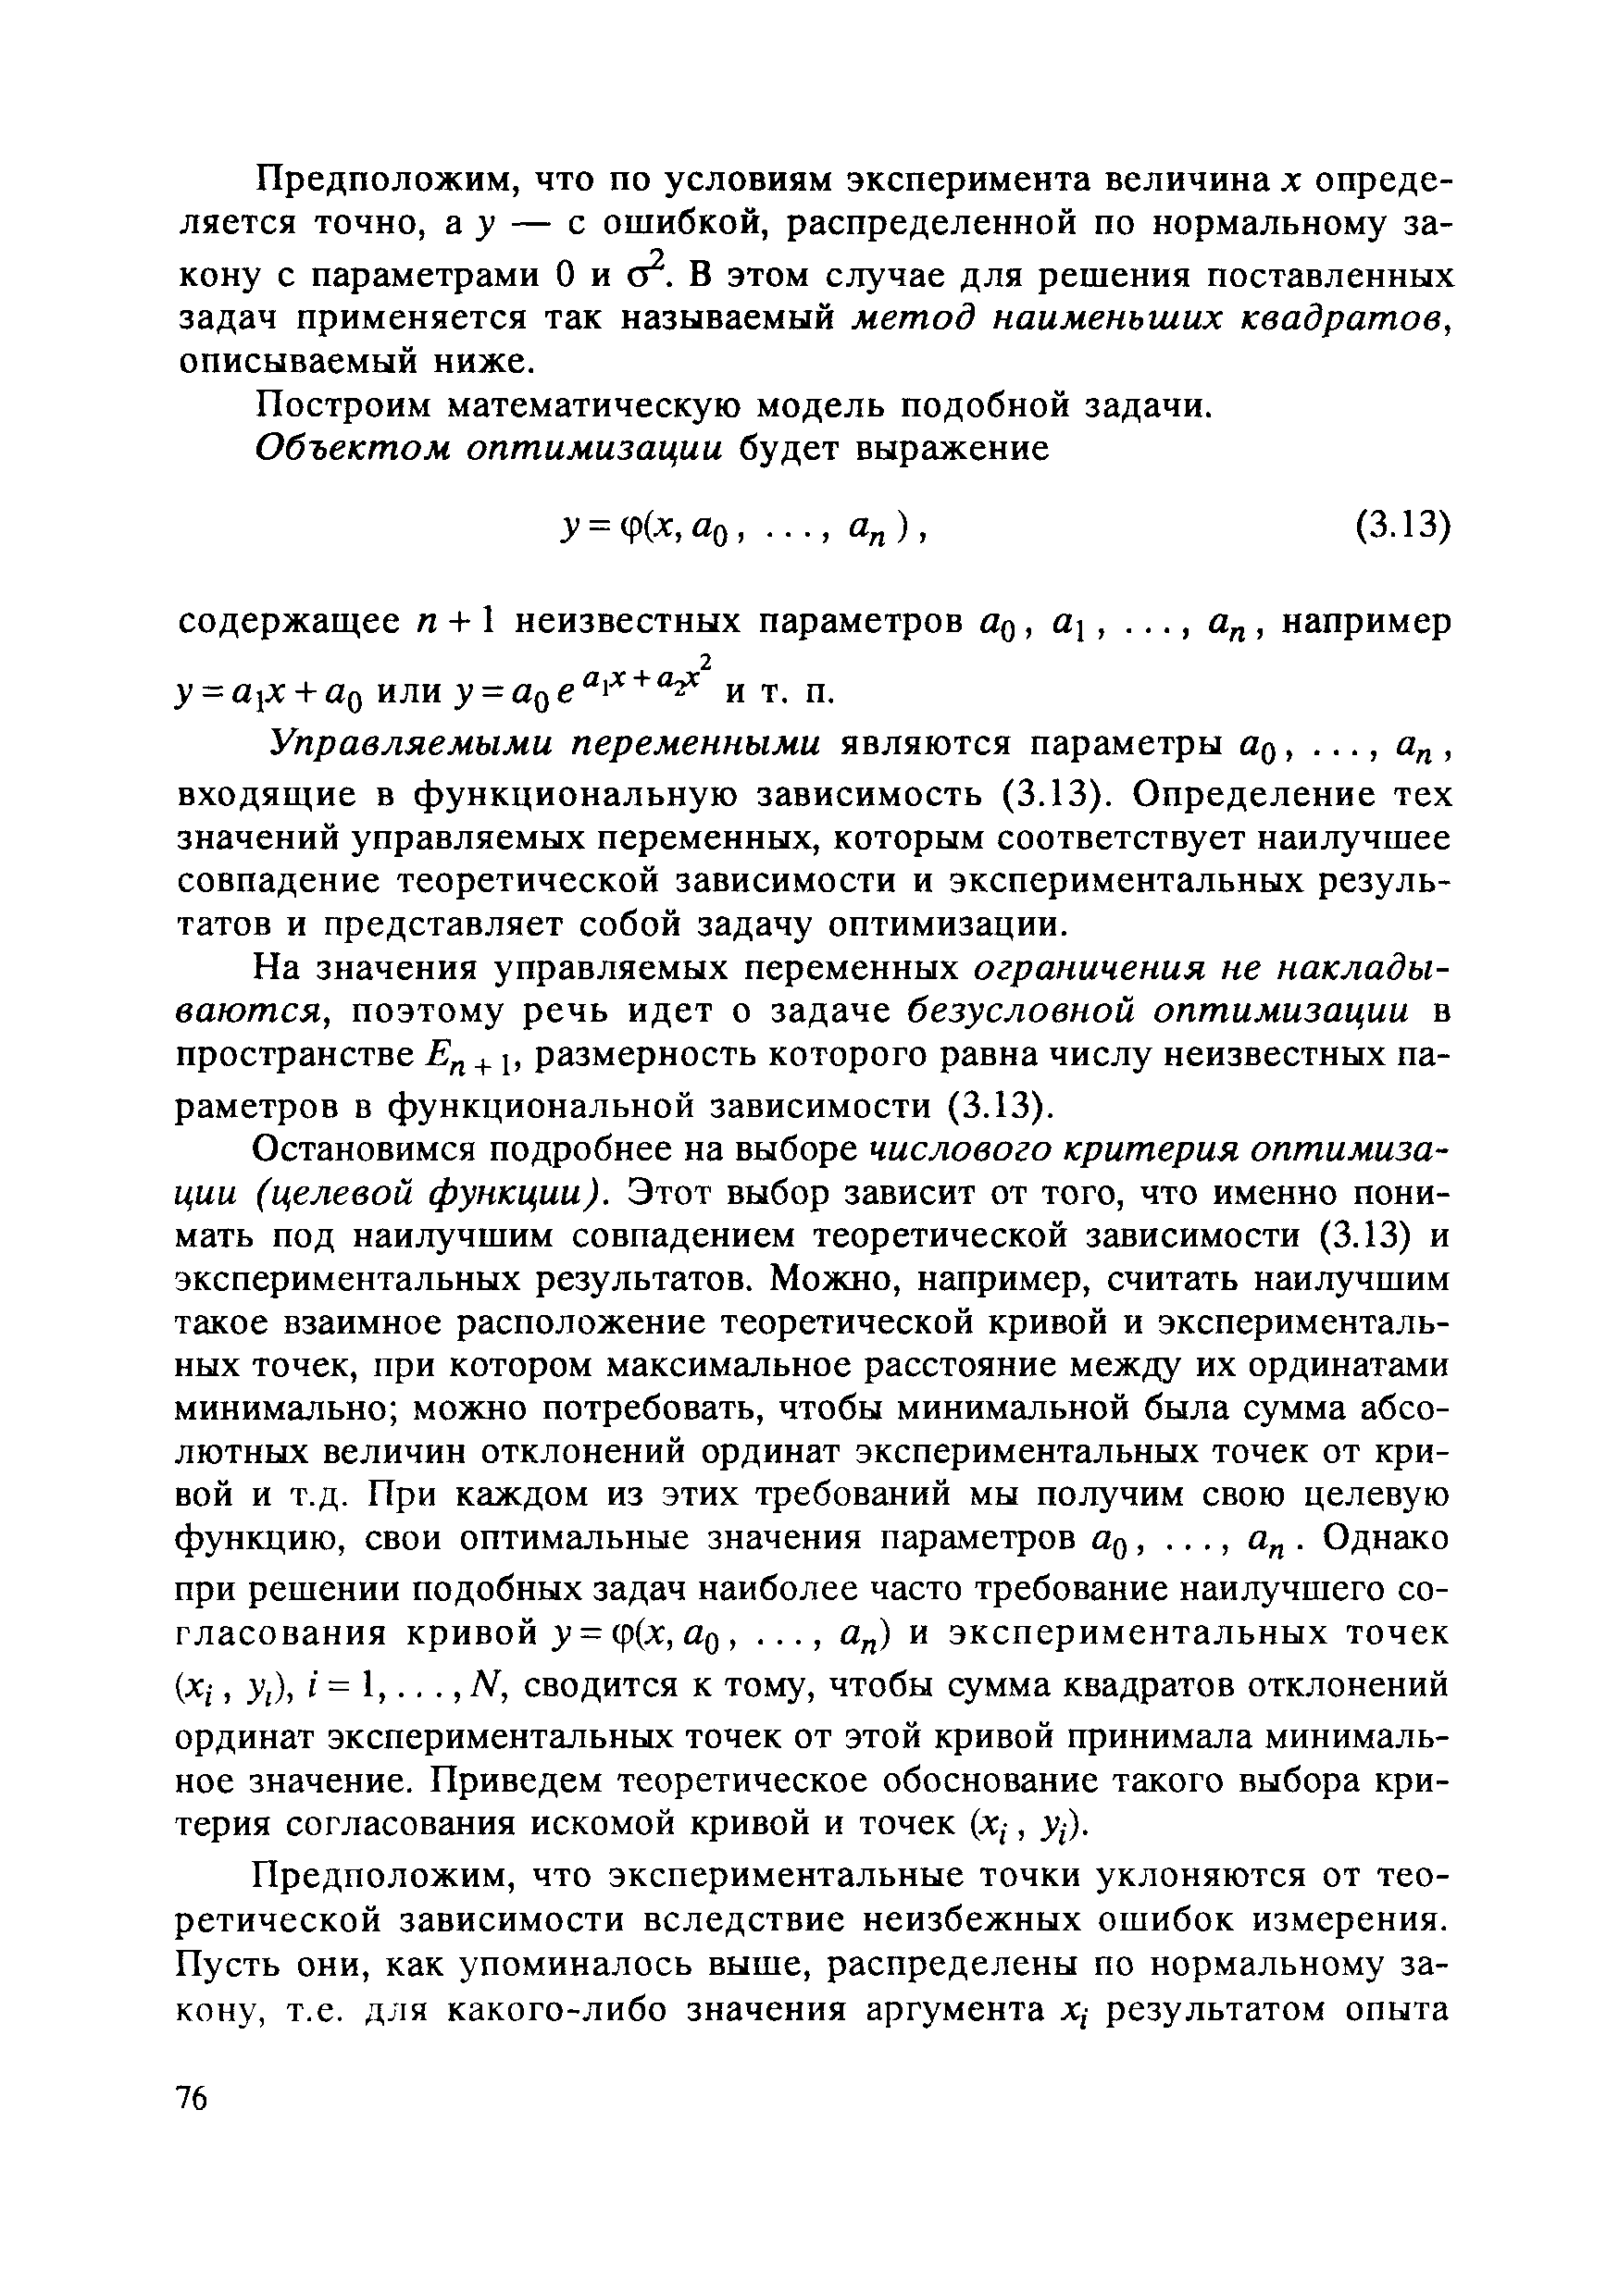 Предположим, что по условиям эксперимента величина x опреде-
ляется точно, а y — с ошибкой, распределенной по нормальному за-
кону с параметрами 0 и σ². В этом случае для решения поставленных
задач применяется так называемый метод наименьших квадратов,
описываемый ниже.
Построим математическую модель подобной задачи.
Объектом оптимизации будет выражение
y = φ(x, a₀, ..., aₙ), (3.13)
содержащее n + 1 неизвестных параметров a₀, a₁, ..., aₙ, например
y = a₁x + a₀ или y = a₀e^{a₁x + a₂x²} и т. п.
Управляемыми переменными являются параметры a₀, ..., aₙ,
входящие в функциональную зависимость (3.13). Определение тех
значений управляемых переменных, которым соответствует наилучшее
совпадение теоретической зависимости и экспериментальных резуль-
татов и представляет собой задачу оптимизации.
На значения управляемых переменных ограничения не наклады-
ваются, поэтому речь идет о задаче безусловной оптимизации в
пространстве Eₙ₊₁, размерность которого равна числу неизвестных па-
раметров в функциональной зависимости (3.13).
Остановимся подробнее на выборе числового критерия оптимиза-
ции (целевой функции). Этот выбор зависит от того, что именно пони-
мать под наилучшим совпадением теоретической зависимости (3.13) и
экспериментальных результатов. Можно, например, считать наилучшим
такое взаимное расположение теоретической кривой и эксперименталь-
ных точек, при котором максимальное расстояние между их ординатами
минимально; можно потребовать, чтобы минимальной была сумма абсо-
лютных величин отклонений ординат экспериментальных точек от кри-
вой и т.д. При каждом из этих требований мы получим свою целевую
функцию, свои оптимальные значения параметров a₀, ..., aₙ. Однако
при решении подобных задач наиболее часто требование наилучшего со-
гласования кривой y = φ(x, a₀, ..., aₙ) и экспериментальных точек
(xᵢ, yᵢ), i = 1, ..., N, сводится к тому, чтобы сумма квадратов отклонений
ординат экспериментальных точек от этой кривой принимала минималь-
ное значение. Приведем теоретическое обоснование такого выбора кри-
терия согласования искомой кривой и точек (xᵢ, yᵢ).
Предположим, что экспериментальные точки уклоняются от тео-
ретической зависимости вследствие неизбежных ошибок измерения.
Пусть они, как упоминалось выше, распределены по нормальному за-
кону, т.е. для какого-либо значения аргумента xᵢ результатом опыта
76